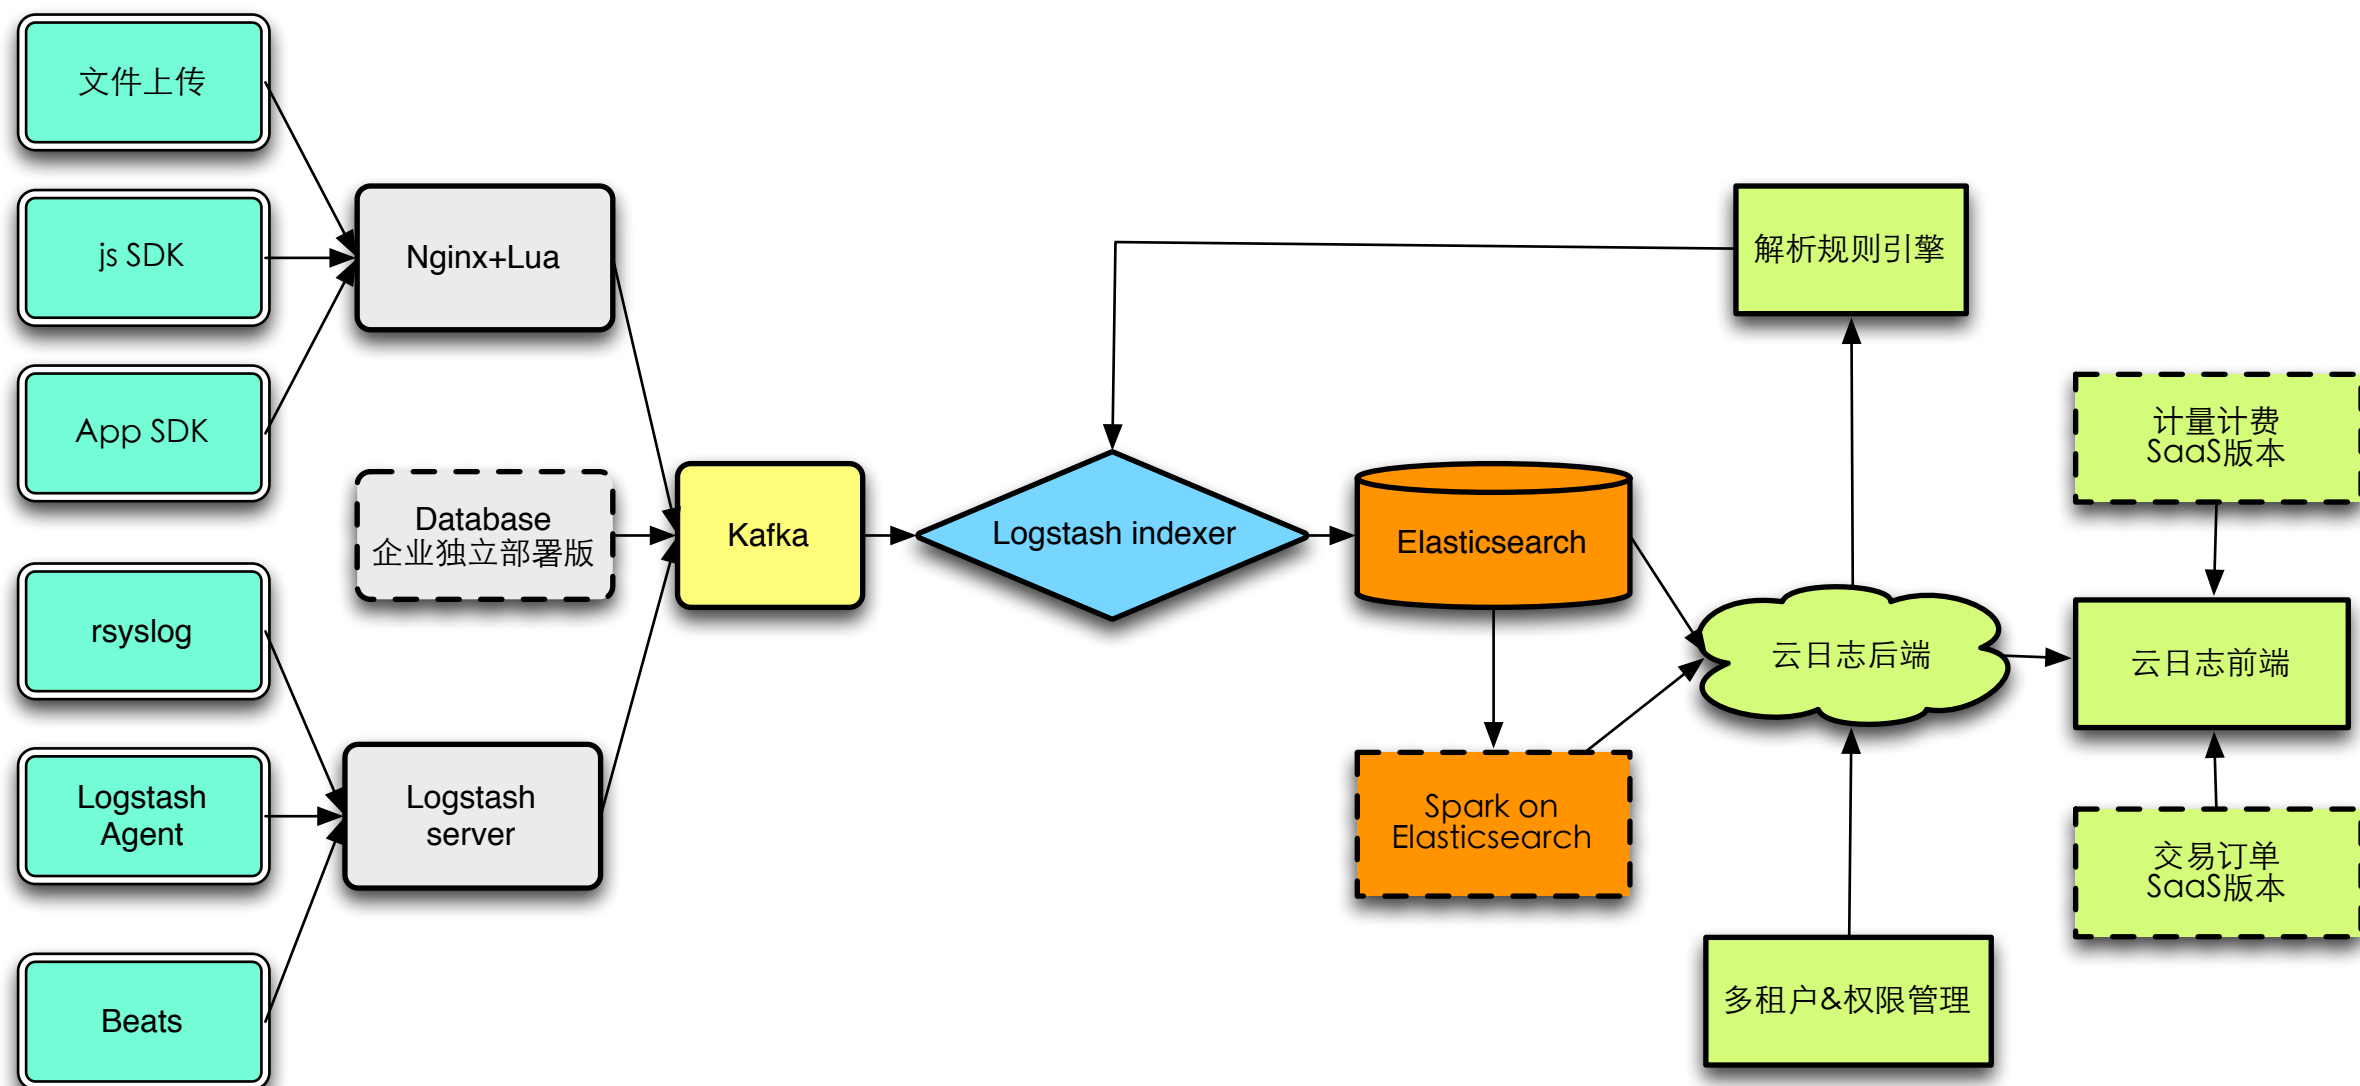 文件上传
js SDK
App SDK
rsyslog
Logstash
Agent
Beats
Nginx+Lua
Database
企业独立部署版
Logstash
server
Kafka
Logstash indexer
Elasticsearch
Spark on
Elasticsearch
解析规则引擎
云日志后端
多租户&权限管理
计量计费
SaaS版本
云日志前端
交易订单
SaaS版本